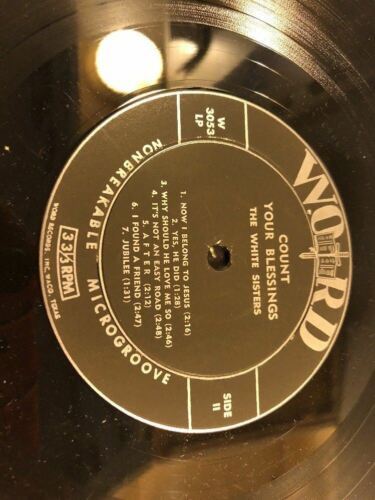 WORD
W
3053
LP
SIDE
II
COUNT
YOUR BLESSINGS
THE WHITE SISTERS
1. NOW I BELONG TO JESUS (2:16)
2. YES, HE DID (1:28)
3. WHY SHOULD HE LOVE ME SO (2:46)
4. IT'S NOT AN EASY ROAD (2:48)
5. AFTER (2:12)
6. I FOUND A FRIEND (2:47)
7. JUBILEE (1:31)
NONBREAKABLE MICROGROOVE
33⅓ RPM
WORD RECORDS, INC. WACO, TEXAS